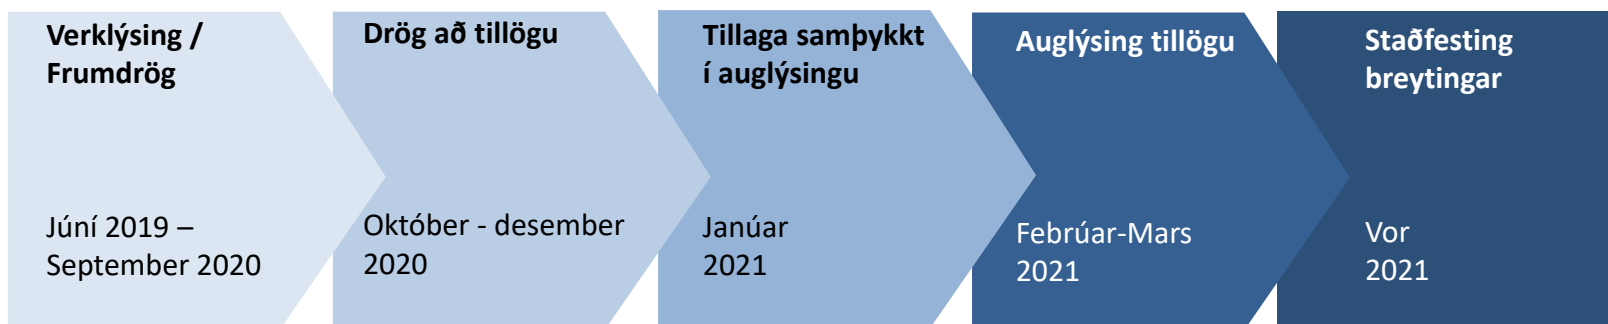 Verklýsing /
Frumdrög
Júní 2019 –
September 2020
Drög að tillögu
Október - desember
2020
Tillaga samþykkt
í auglýsingu
Janúar
2021
Auglýsing tillögu
Febrúar-Mars
2021
Staðfesting
breytingar
Vor
2021